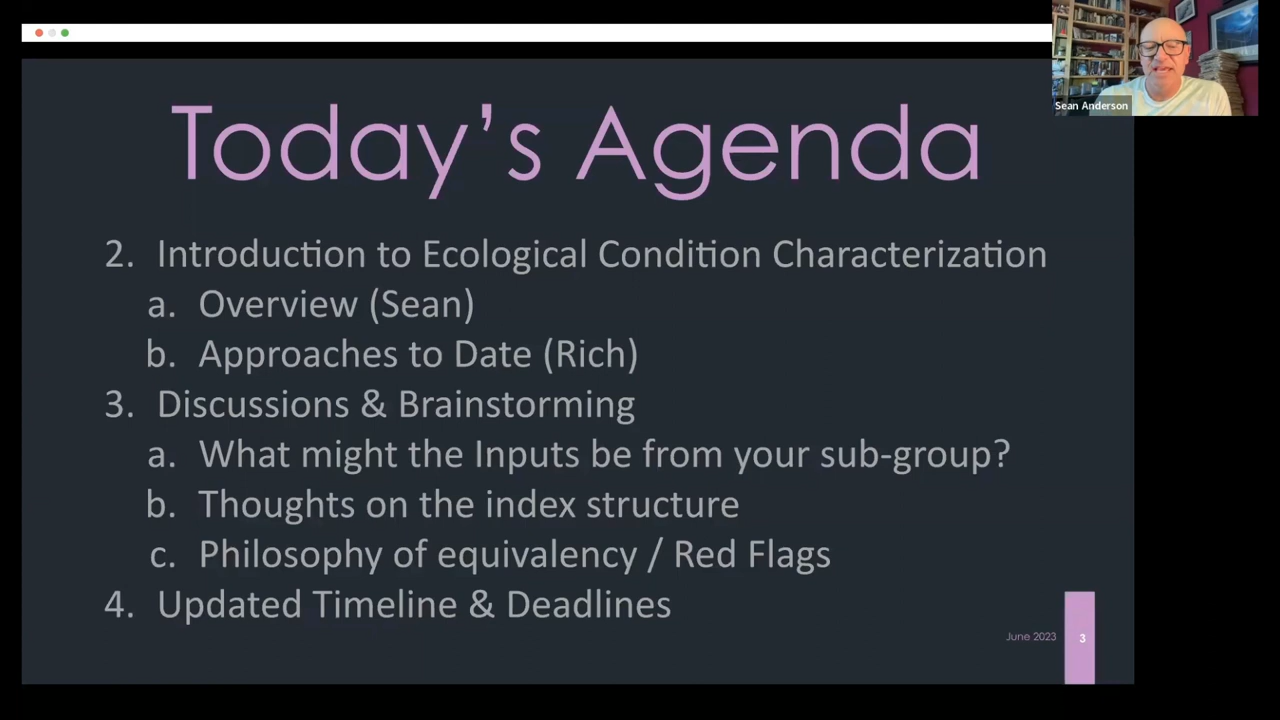 Today's Agenda
Sean Anderson
2. Introduction to Ecological Condition Characterization
a. Overview (Sean)
b. Approaches to Date (Rich)
3. Discussions & Brainstorming
a. What might the Inputs be from your sub-group?
b. Thoughts on the index structure
c. Philosophy of equivalency / Red Flags
4. Updated Timeline & Deadlines
June 2023
3